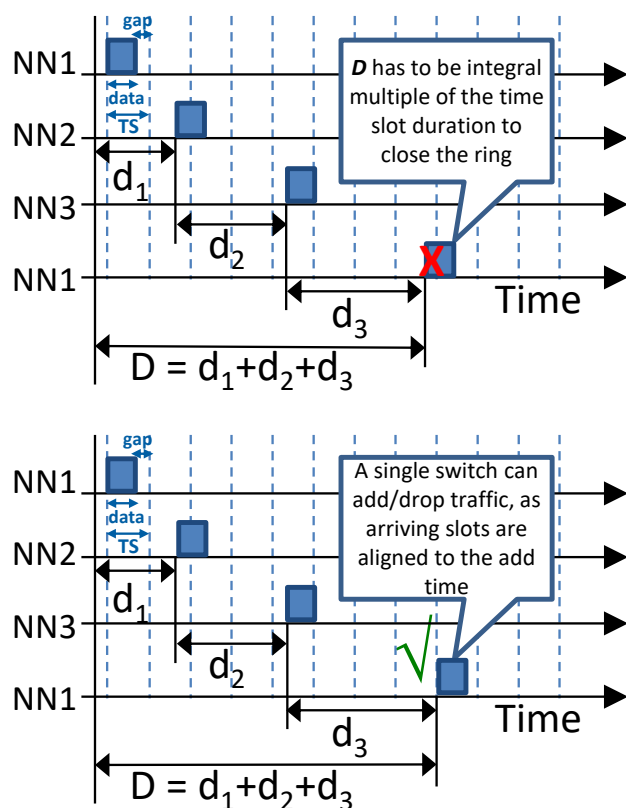 gap
NN1
data
TS
NN2
d₁
NN3
d₂
NN1
d₃
Time
D = d₁+d₂+d₃
D has to be integral
multiple of the time
slot duration to
close the ring
X
gap
NN1
data
TS
NN2
d₁
NN3
d₂
NN1
d₃
Time
D = d₁+d₂+d₃
A single switch can
add/drop traffic, as
arriving slots are
aligned to the add
time